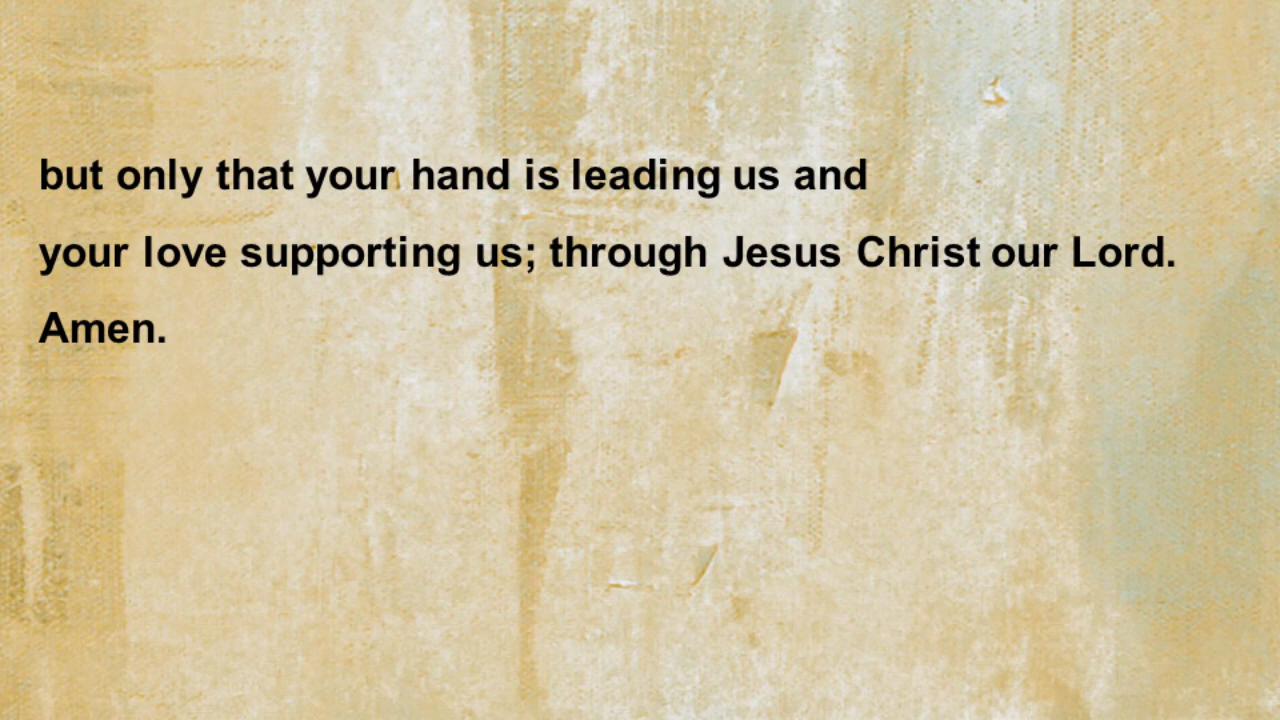 but only that your hand is leading us and
your love supporting us; through Jesus Christ our Lord.
Amen.